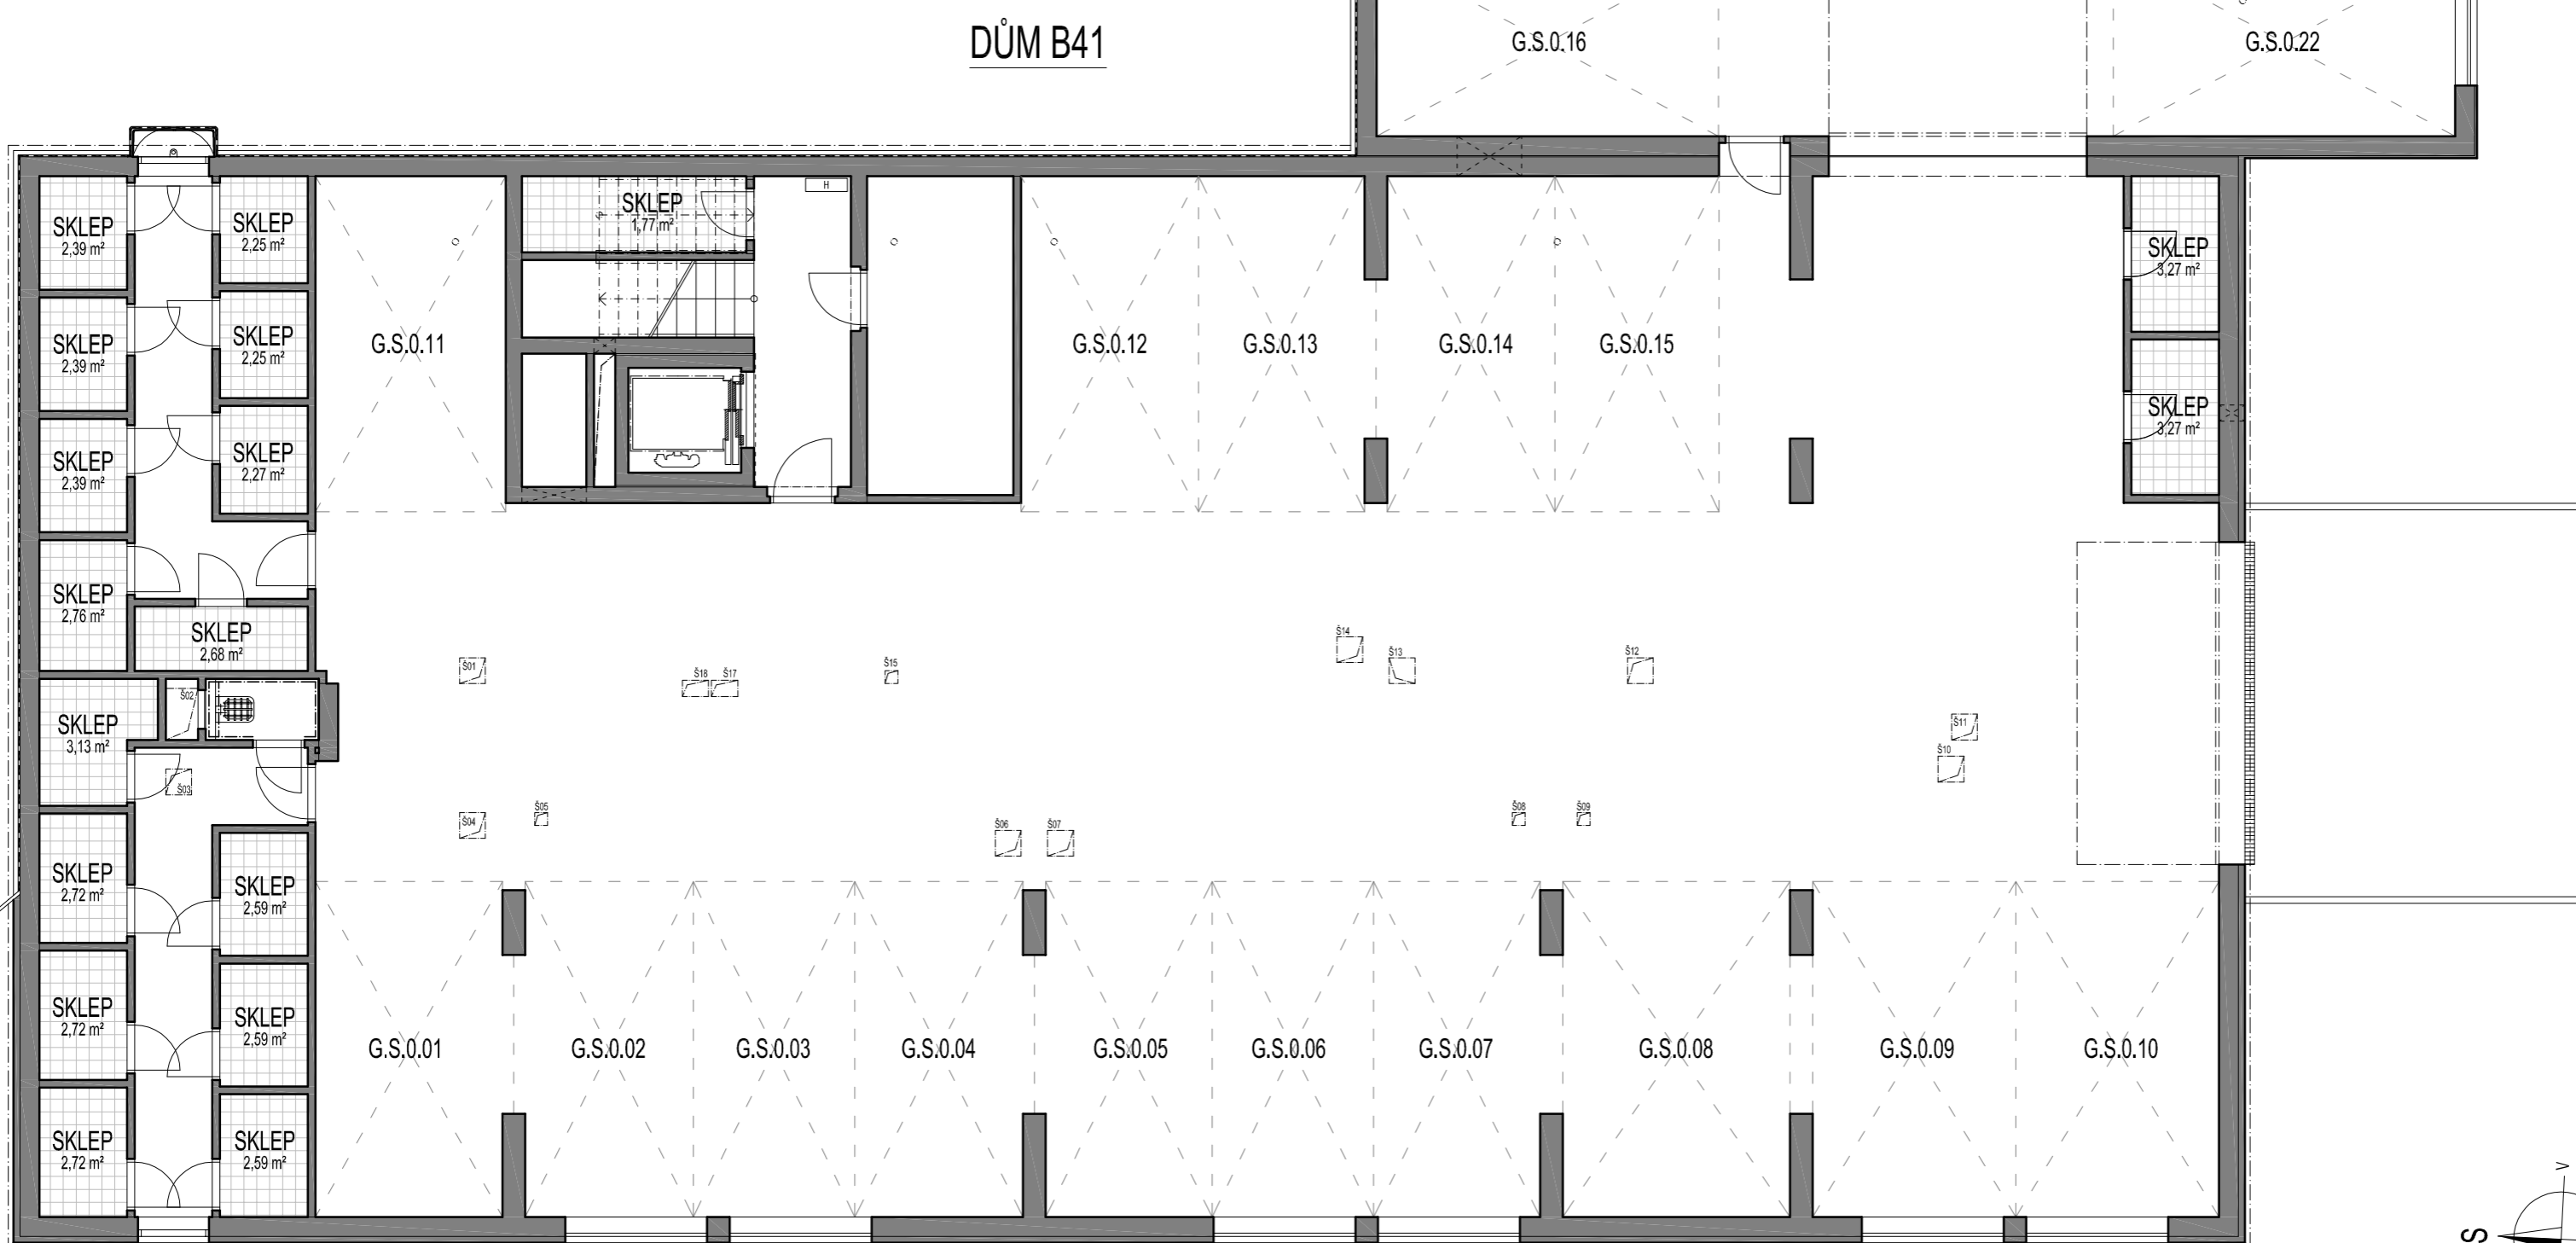 DŮM B41
G.S.0.16
G.S.0.22
H
SKLEP
2,39 m²
SKLEP
2,25 m²
SKLEP
1,77 m²
SKLEP
3,27 m²
SKLEP
2,39 m²
SKLEP
2,25 m²
G.S.0.11
G.S.0.12
G.S.0.13
G.S.0.14
G.S.0.15
SKLEP
3,27 m²
SKLEP
2,39 m²
SKLEP
2,27 m²
SKLEP
2,76 m²
SKLEP
2,68 m²
Š01
Š18
Š17
Š15
Š14
Š13
Š12
Š02
SKLEP
3,13 m²
Š11
Š10
Š03
Š04
Š05
Š06
Š07
Š08
Š09
SKLEP
2,72 m²
SKLEP
2,59 m²
SKLEP
2,72 m²
SKLEP
2,59 m²
G.S.0.01
G.S.0.02
G.S.0.03
G.S.0.04
G.S.0.05
G.S.0.06
G.S.0.07
G.S.0.08
G.S.0.09
G.S.0.10
SKLEP
2,72 m²
SKLEP
2,59 m²
V
S